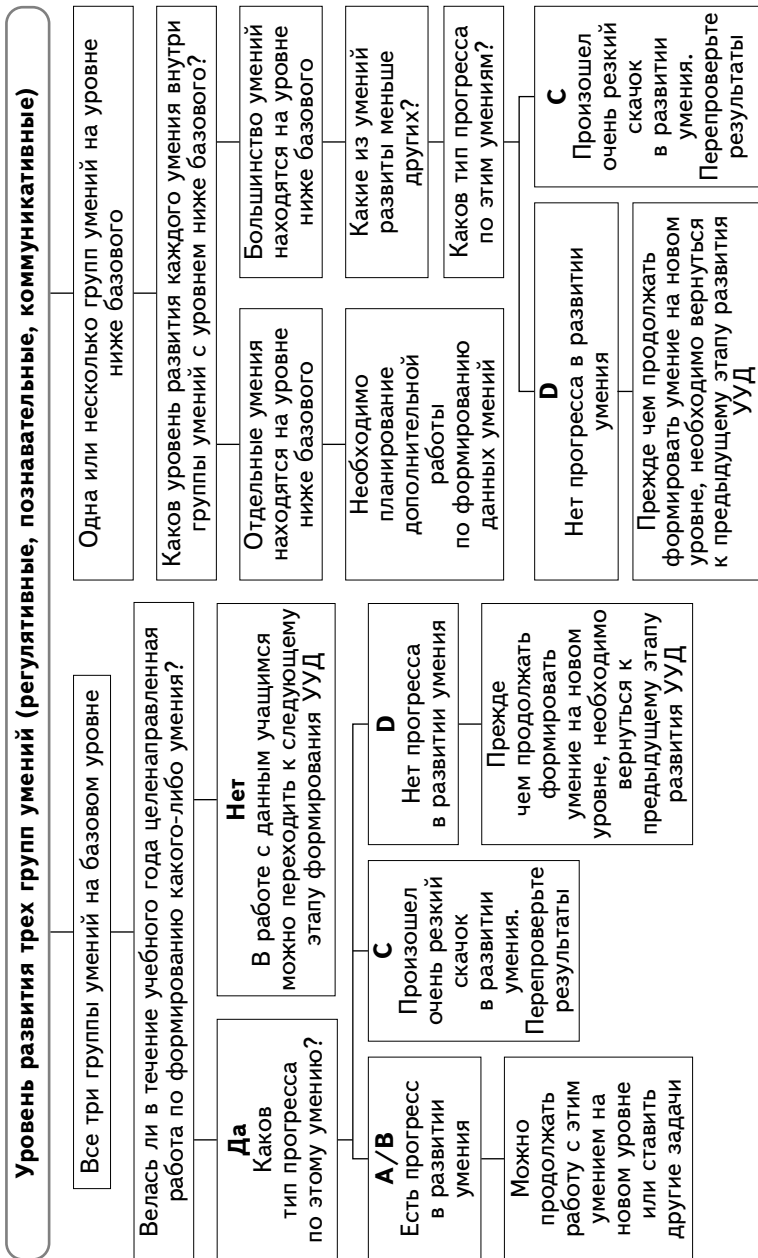 Уровень развития трех групп умений (регулятивные, познавательные, коммуникативные)
Все три группы умений на базовом уровне
Велась ли в течение учебного года целенаправленная
работа по формированию какого-либо умения?
Да
Каков
тип прогресса
по этому умению?
Нет
В работе с данным учащимся
можно переходить к следующему
этапу формирования УУД
A/B
Есть прогресс
в развитии
умения
C
Произошел
очень резкий
скачок
в развитии
умения.
Перепроверьте
результаты
D
Нет прогресса
в развитии умения
Можно
продолжать
работу с этим
умением на
новом уровне
или ставить
другие задачи
Прежде
чем продолжать
формировать
умение на новом
уровне, необходимо
вернуться к
предыдущему этапу
развития УУД
Одна или несколько групп умений на уровне
ниже базового
Каков уровень развития каждого умения внутри
группы умений с уровнем ниже базового?
Отдельные умения
находятся на уровне
ниже базового
Большинство умений
находятся на уровне
ниже базового
Необходимо
планирование
дополнительной
работы
по формированию
данных умений
Какие из умений
развиты меньше
других?
Каков тип прогресса
по этим умениям?
D
Нет прогресса в развитии
умения
C
Произошел
очень резкий
скачок
в развитии
умения.
Перепроверьте
результаты
Прежде чем продолжать
формировать умение на новом
уровне, необходимо вернуться
к предыдущему этапу развития
УУД